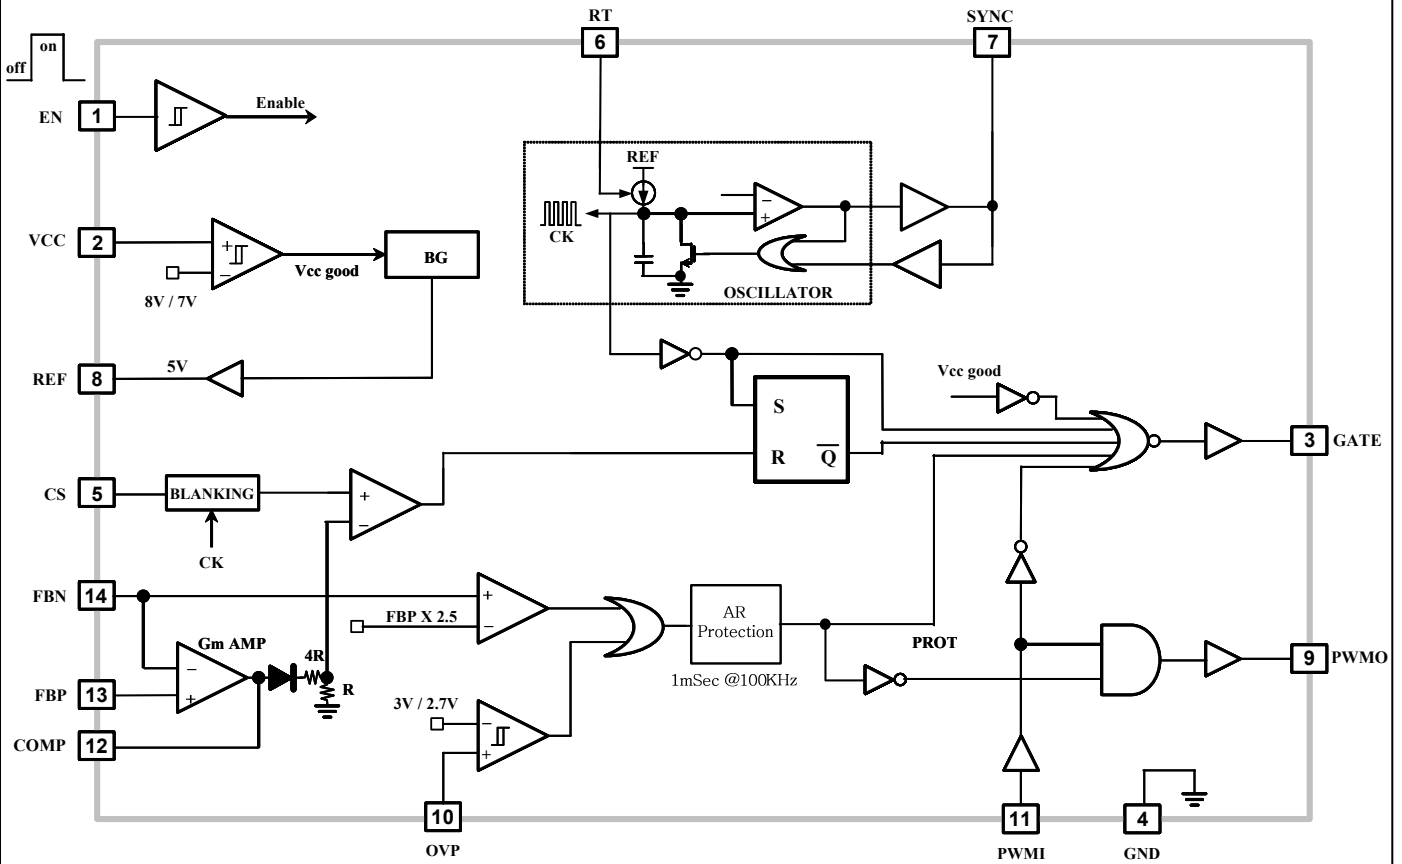 RT
SYNC
6
7
on
off
EN
1
Enable
REF
−
+
CK
OSCILLATOR
VCC
2
+
−
Vcc good
BG
8V / 7V
REF
8
5V
Vcc good
S
R
Q
3
GATE
CS
5
BLANKING
+
−
CK
FBN
14
FBP X 2.5
+
−
AR
Protection
PROT
1mSec @100KHz
Gm AMP
−
+
4R
R
FBP
13
COMP
12
3V / 2.7V
−
+
9
PWMO
10
OVP
11
PWMI
4
GND